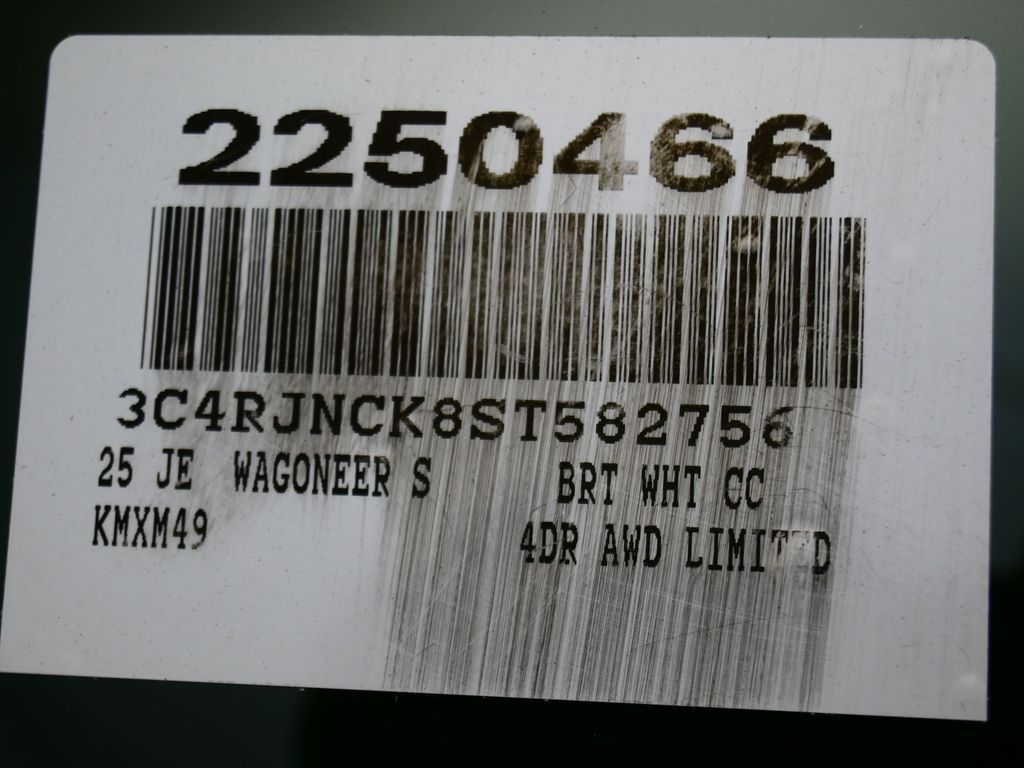 2250466
3C4RJNCK8ST582756
25 JE WAGONEER S BRT WHT CC
KMXM49 4DR AWD LIMITED